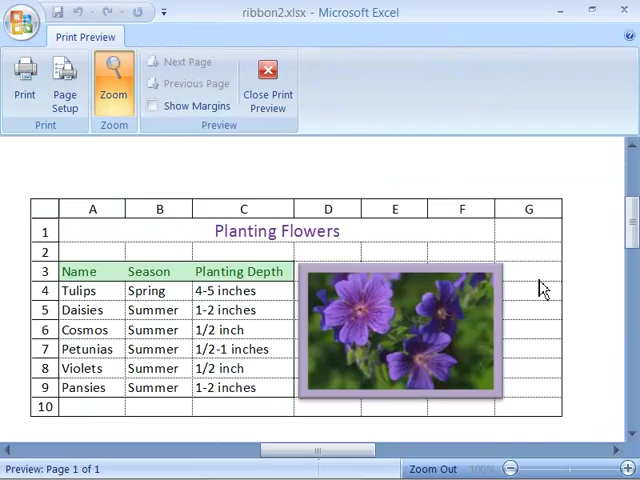 ribbon2.xlsx - Microsoft Excel
Print Preview
Print
Page Setup
Zoom
Next Page
Previous Page
Show Margins
Close Print Preview
Print
Zoom
Preview
A B C D E F G
1 Planting Flowers
2
3 Name Season Planting Depth
4 Tulips Spring 4-5 inches
5 Daisies Summer 1-2 inches
6 Cosmos Summer 1/2 inch
7 Petunias Summer 1/2-1 inches
8 Violets Summer 1/2 inch
9 Pansies Summer 1-2 inches
10
Preview: Page 1 of 1 Zoom Out 100%